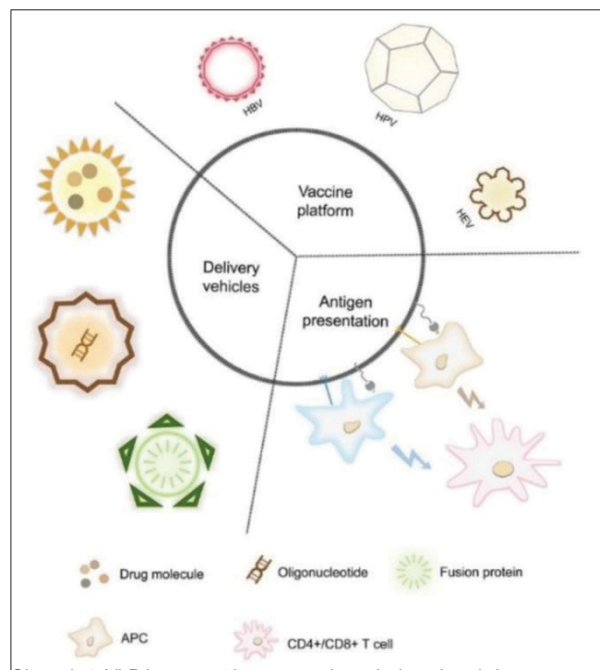 HBV
HPV
HEV
Vaccine
platform
Delivery
vehicles
Antigen
presentation
Drug molecule
Oligonucleotide
Fusion protein
APC
CD4+/CD8+ T cell